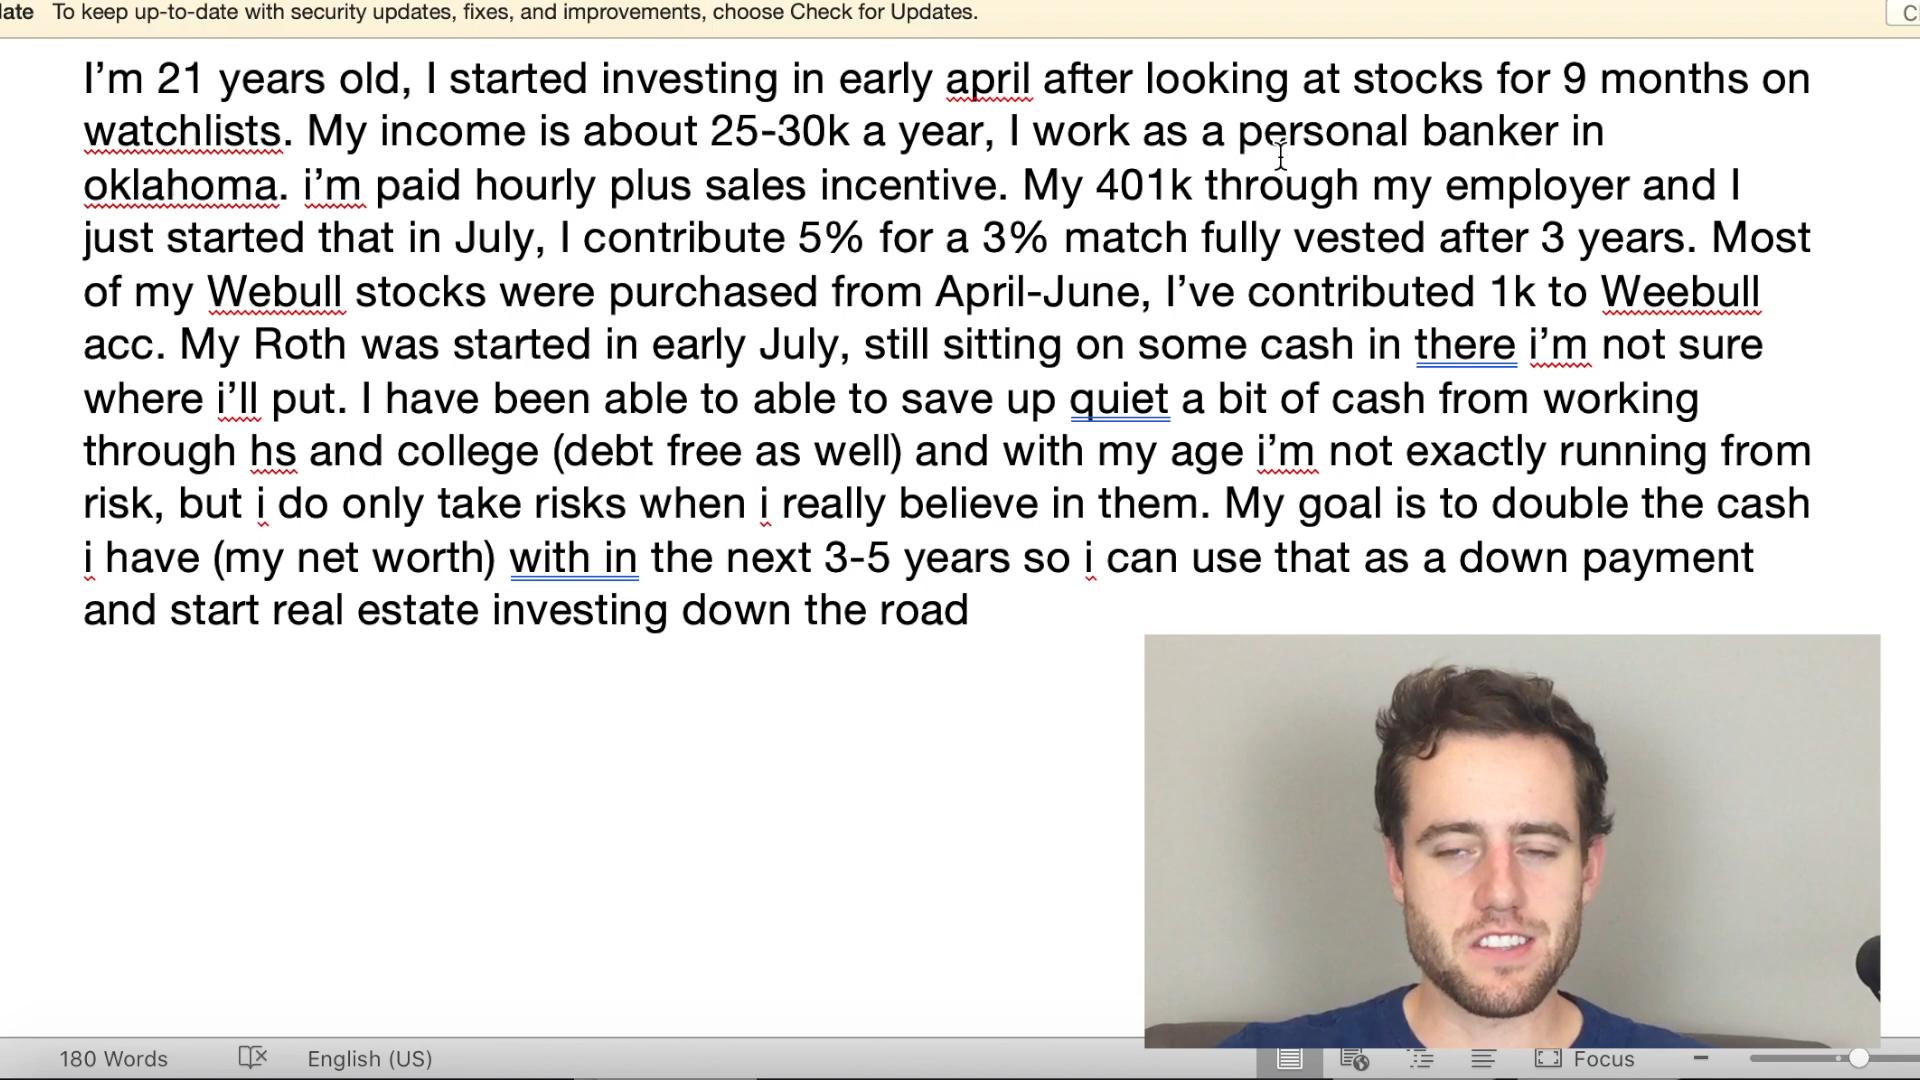 late To keep up-to-date with security updates, fixes, and improvements, choose Check for Updates.
I’m 21 years old, I started investing in early april after looking at stocks for 9 months on
watchlists. My income is about 25-30k a year, I work as a personal banker in
oklahoma. i’m paid hourly plus sales incentive. My 401k through my employer and I
just started that in July, I contribute 5% for a 3% match fully vested after 3 years. Most
of my Webull stocks were purchased from April-June, I’ve contributed 1k to Weebull
acc. My Roth was started in early July, still sitting on some cash in there i’m not sure
where i’ll put. I have been able to able to save up quiet a bit of cash from working
through hs and college (debt free as well) and with my age i’m not exactly running from
risk, but i do only take risks when i really believe in them. My goal is to double the cash
i have (my net worth) with in the next 3-5 years so i can use that as a down payment
and start real estate investing down the road
180 Words English (US) Focus